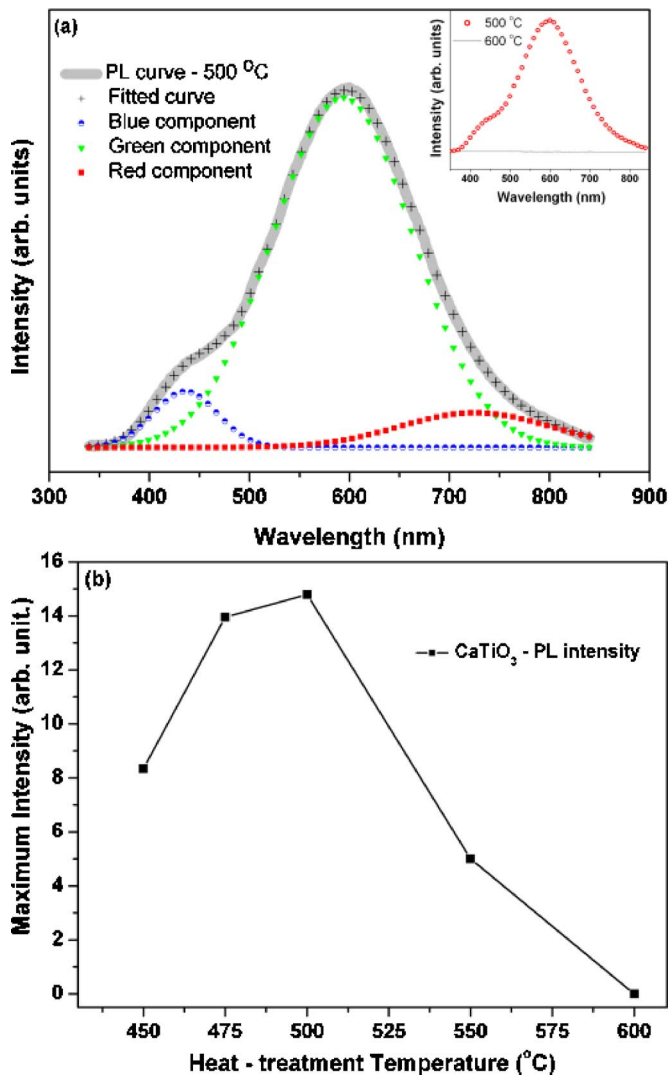 (a)
PL curve - 500 °C
Fitted curve
Blue component
Green component
Red component
Intensity (arb. units)
300 400 500 600 700 800 900
Wavelength (nm)
500 °C
600 °C
Intensity (arb. units)
400 500 600 700 800
Wavelength (nm)
(b)
16
14
12
10
8
6
4
2
0
Maximum Intensity (arb. unit.)
CaTiO₃ - PL intensity
450 475 500 525 550 575 600
Heat - treatment Temperature (°C)